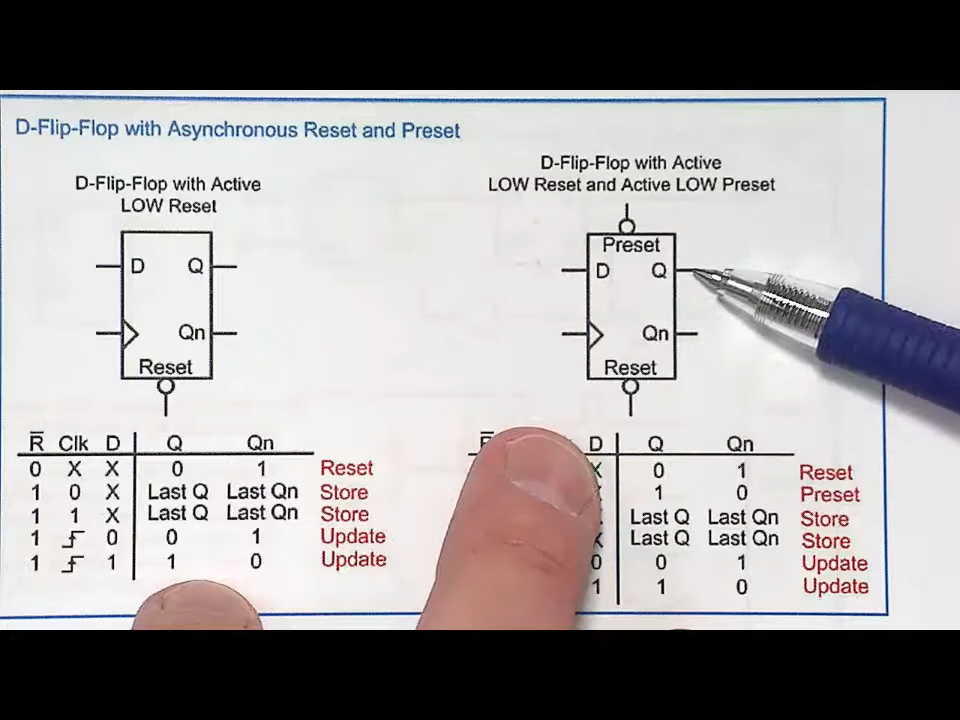 D-Flip-Flop with Asynchronous Reset and Preset
D-Flip-Flop with Active
LOW Reset
D Q
Qn
Reset
R̅ Clk D Q Qn
0 X X 0 1 Reset
1 0 X Last Q Last Qn Store
1 1 X Last Q Last Qn Store
1 0 0 1 Update
1 1 1 0 Update
D-Flip-Flop with Active
LOW Reset and Active LOW Preset
Preset
D Q
Qn
Reset
D Q Qn
X 0 1 Reset
1 0 Preset
Last Q Last Qn Store
X Last Q Last Qn Store
0 0 1 Update
1 1 0 Update